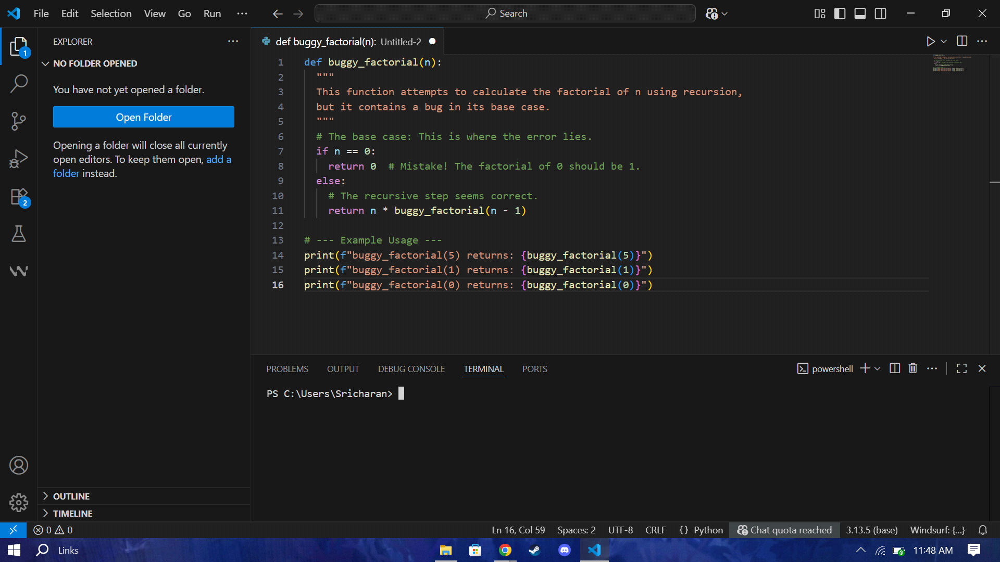 File Edit Selection View Go Run ··· Search
EXPLORER ···
1
NO FOLDER OPENED
You have not yet opened a folder.
Open Folder
Opening a folder will close all currently
open editors. To keep them open, add a
folder instead.
2
OUTLINE
TIMELINE
def buggy_factorial(n): Untitled-2
1 def buggy_factorial(n):
2 """
3 This function attempts to calculate the factorial of n using recursion,
4 but it contains a bug in its base case.
5 """
6 # The base case: This is where the error lies.
7 if n == 0:
8 return 0 # Mistake! The factorial of 0 should be 1.
9 else:
10 # The recursive step seems correct.
11 return n * buggy_factorial(n - 1)
12
13 # --- Example Usage ---
14 print(f"buggy_factorial(5) returns: {buggy_factorial(5)}")
15 print(f"buggy_factorial(1) returns: {buggy_factorial(1)}")
16 print(f"buggy_factorial(0) returns: {buggy_factorial(0)}")
PROBLEMS OUTPUT DEBUG CONSOLE TERMINAL PORTS powershell
PS C:\Users\Sricharan>
0 0 Ln 16, Col 59 Spaces: 2 UTF-8 CRLF {} Python Chat quota reached 3.13.5 (base) Windsurf: {...}
Links 11:48 AM